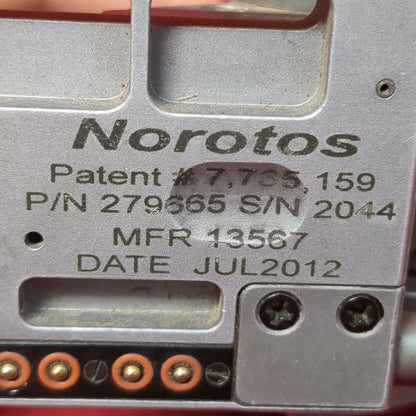 Norotos
Patent # 7,735,159
P/N 279665 S/N 2044
MFR 13567
DATE JUL2012